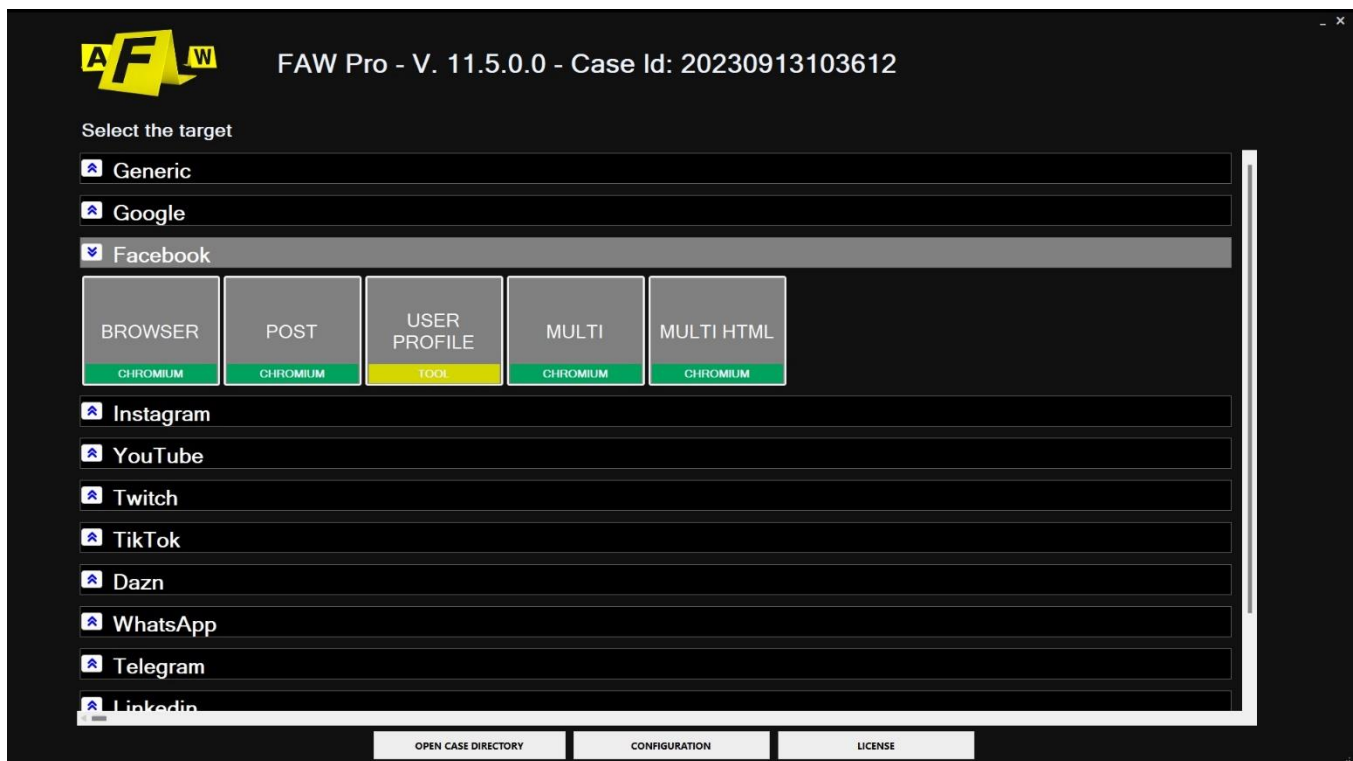 A F W
FAW Pro - V. 11.5.0.0 - Case Id: 20230913103612
Select the target
Generic
Google
Facebook
BROWSER
CHROMIUM
POST
CHROMIUM
USER
PROFILE
TOOL
MULTI
CHROMIUM
MULTI HTML
CHROMIUM
Instagram
YouTube
Twitch
TikTok
Dazn
WhatsApp
Telegram
Linkedin
OPEN CASE DIRECTORY
CONFIGURATION
LICENSE